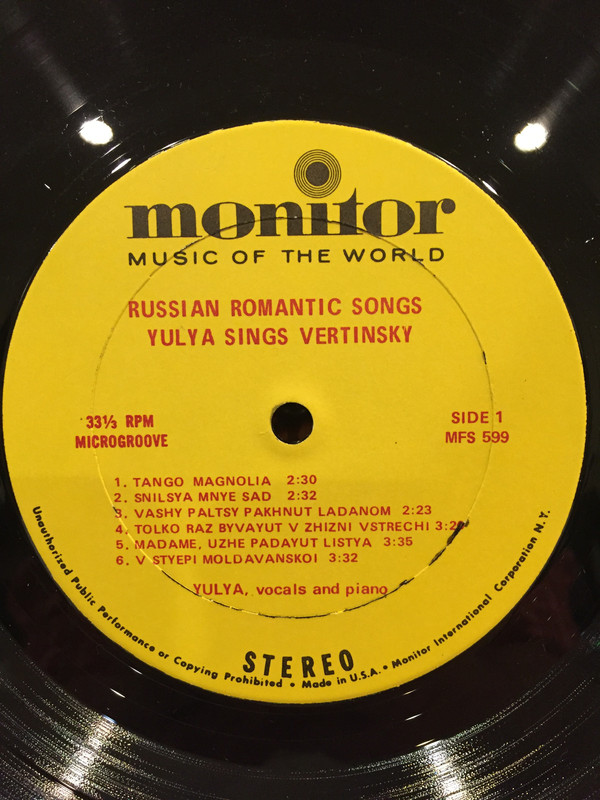 monitor
MUSIC OF THE WORLD
RUSSIAN ROMANTIC SONGS
YULYA SINGS VERTINSKY
33⅓ RPM
MICROGROOVE
SIDE 1
MFS 599
1. TANGO MAGNOLIA 2:30
2. SNILSYA MNYE SAD 2:32
3. VASHY PALTSY PAKHNUT LADANOM 2:23
4. TOLKO RAZ BYVAYUT V ZHIZNI VSTRECHI
5. MADAME, UZHE PADAYUT LISTYA 3:35
6. V STYEPI MOLDAVANSKOI 3:32
YULYA, vocals and piano
STEREO
Unauthorized Public Performance or Copying Prohibited • Made in U.S.A. • Monitor International Corporation N.Y.